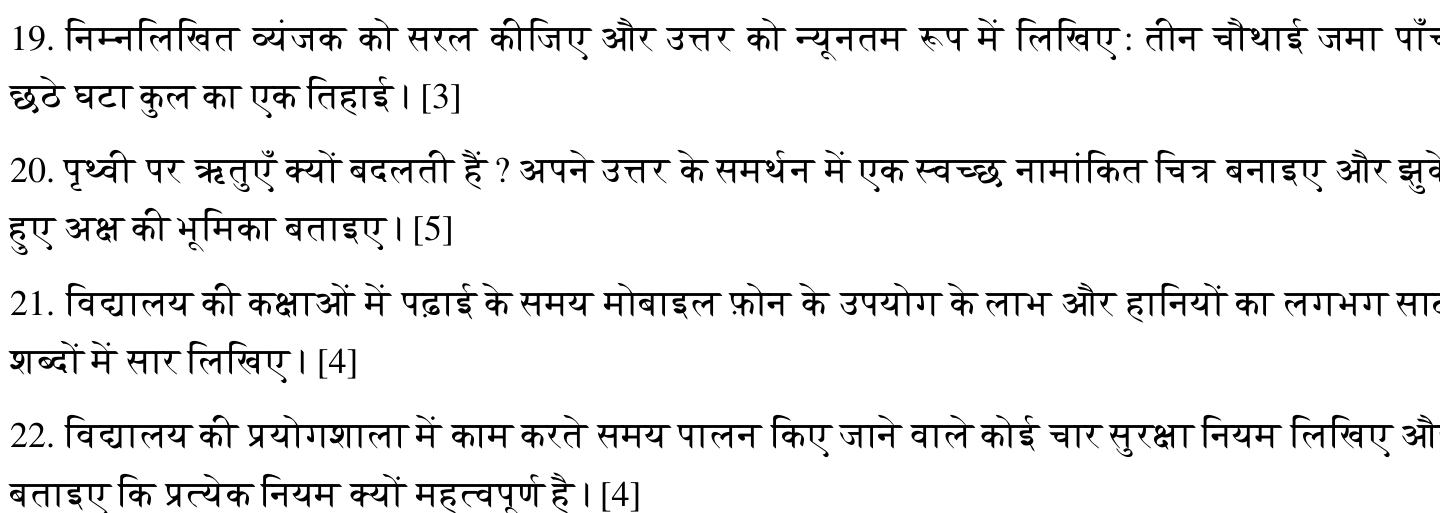 19. निम्नलिखित व्यंजक को सरल कीजिए और उत्तर को न्यूनतम रूप में लिखिए: तीन चौथाई जमा
छठे घटा कुल का एक तिहाई। [3]
20. पृथ्वी पर ऋतुएँ क्यों बदलती हैं? अपने उत्तर के समर्थन में एक स्वच्छ नामांकित चित्र बनाइए और
हुए अक्ष की भूमिका बताइए। [5]
21. विद्यालय की कक्षाओं में पढ़ाई के समय मोबाइल फ़ोन के उपयोग के लाभ और हानियों का लगभग
शब्दों में सार लिखिए। [4]
22. विद्यालय की प्रयोगशाला में काम करते समय पालन किए जाने वाले कोई चार सुरक्षा नियम लिखिए
बताइए कि प्रत्येक नियम क्यों महत्वपूर्ण है। [4]